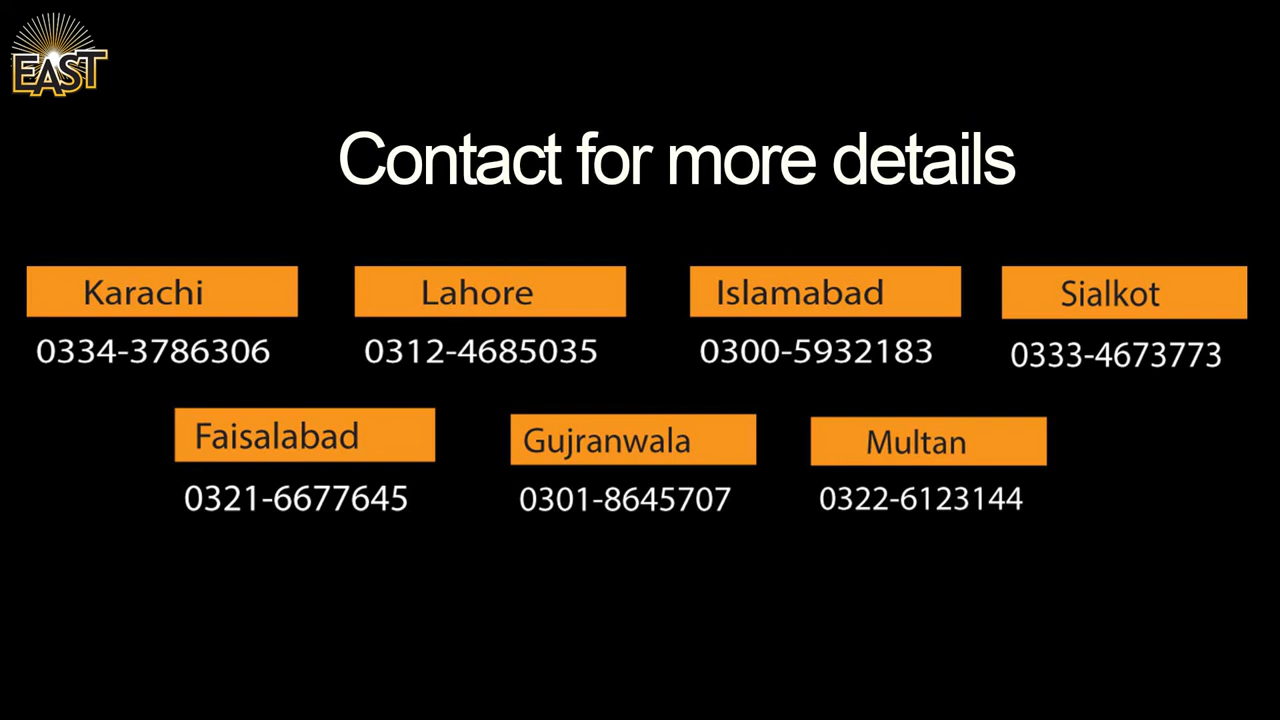 EAST
Contact for more details
Karachi Lahore Islamabad Sialkot
0334-3786306 0312-4685035 0300-5932183 0333-4673773
Faisalabad Gujranwala Multan
0321-6677645 0301-8645707 0322-6123144